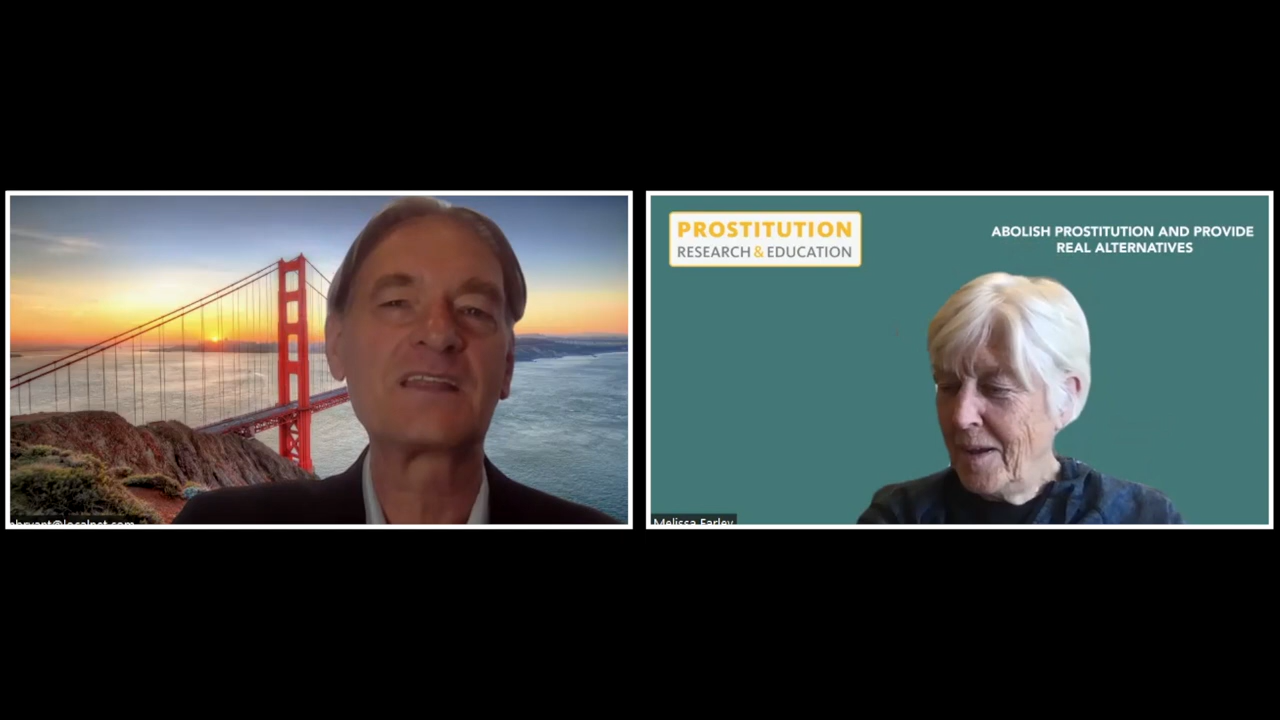 PROSTITUTION
RESEARCH & EDUCATION
ABOLISH PROSTITUTION AND PROVIDE
REAL ALTERNATIVES
Melissa Farley